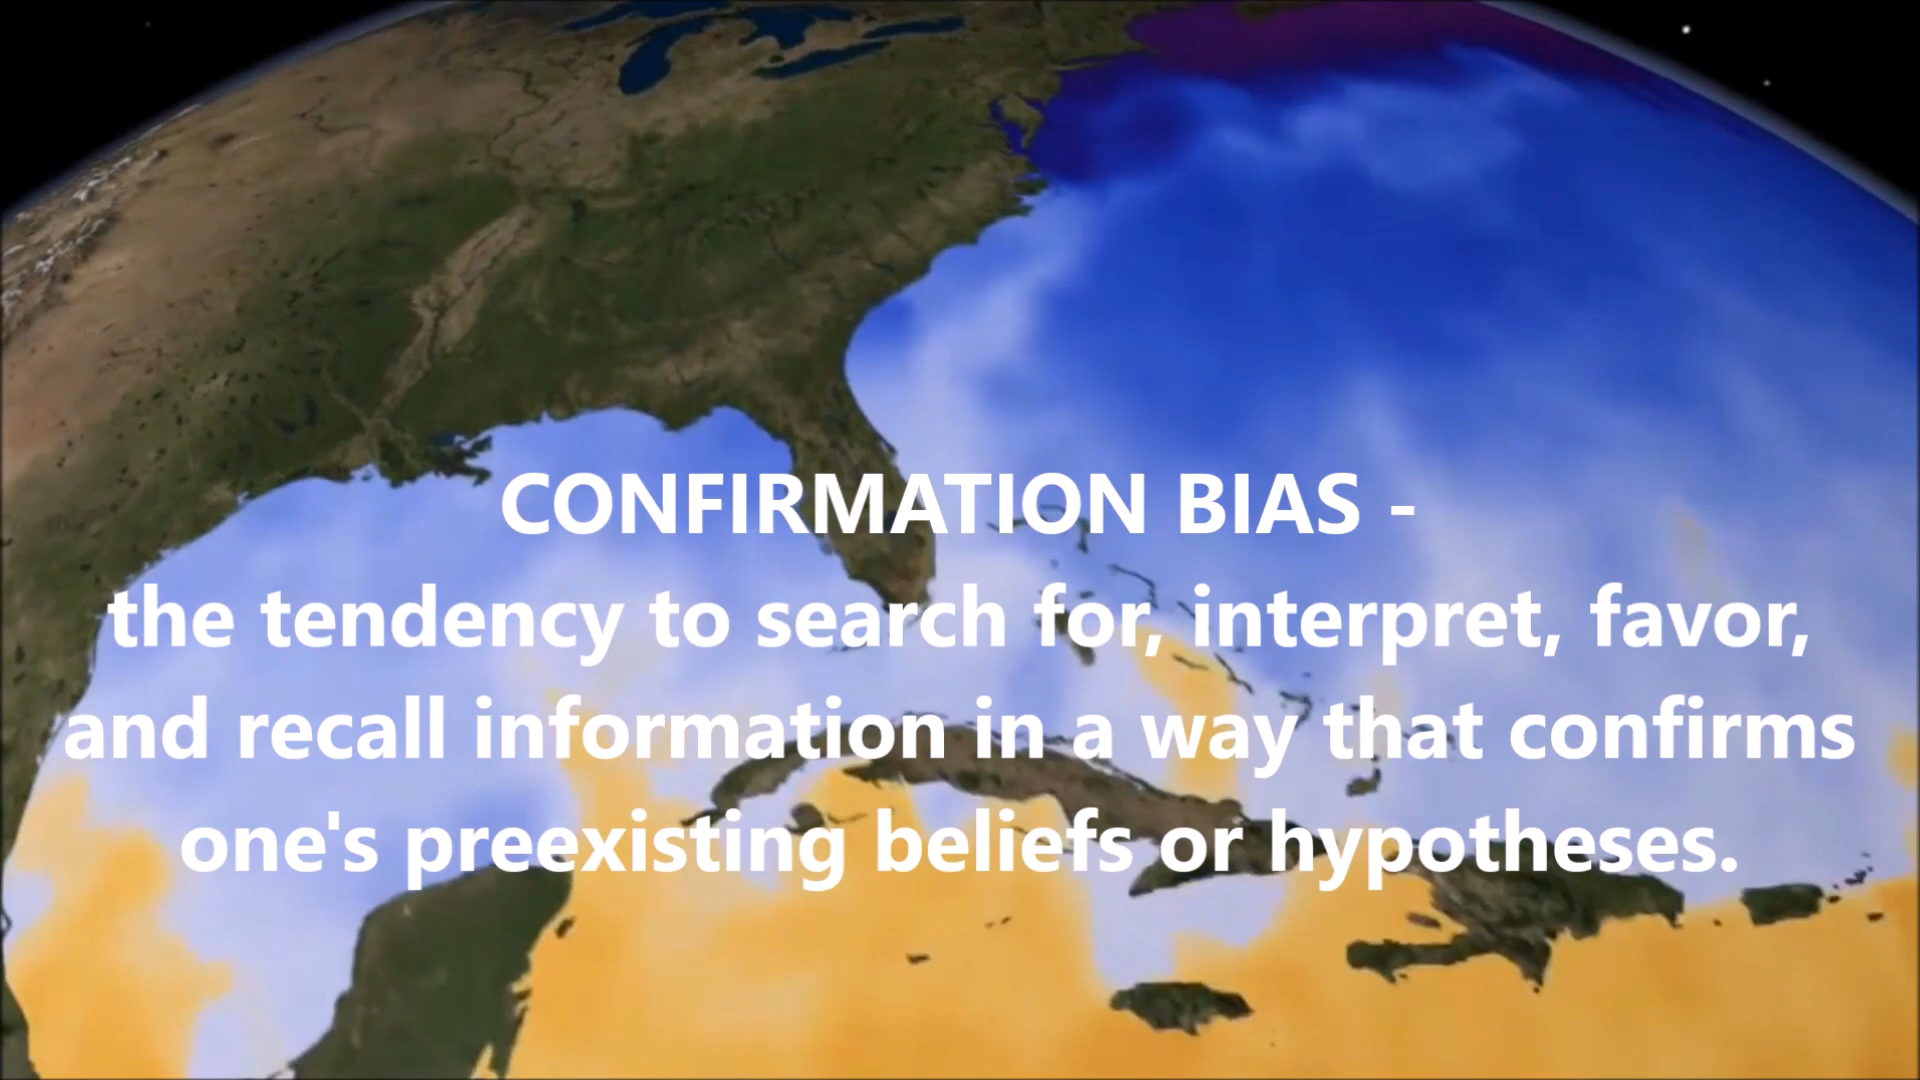 CONFIRMATION BIAS -
the tendency to search for, interpret, favor,
and recall information in a way that confirms
one's preexisting beliefs or hypotheses.